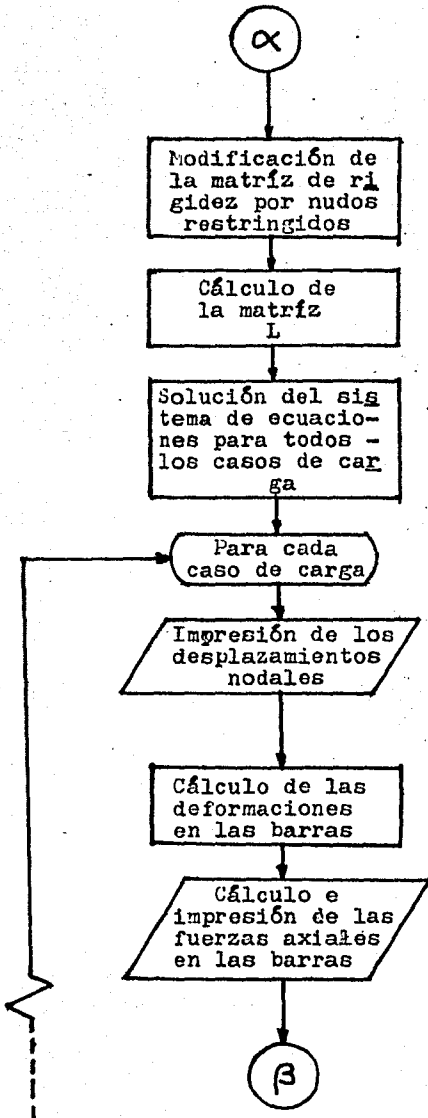 α
Modificación de
la matríz de ri
gidez por nudos
restringidos
Cálculo de
la matríz
L
Solución del sis
tema de ecuacio-
nes para todos -
los casos de car
ga
Para cada
caso de carga
Impresión de los
desplazamientos
nodales
Cálculo de las
deformaciones
en las barras
Cálculo e
impresión de las
fuerzas axiales
en las barras
β